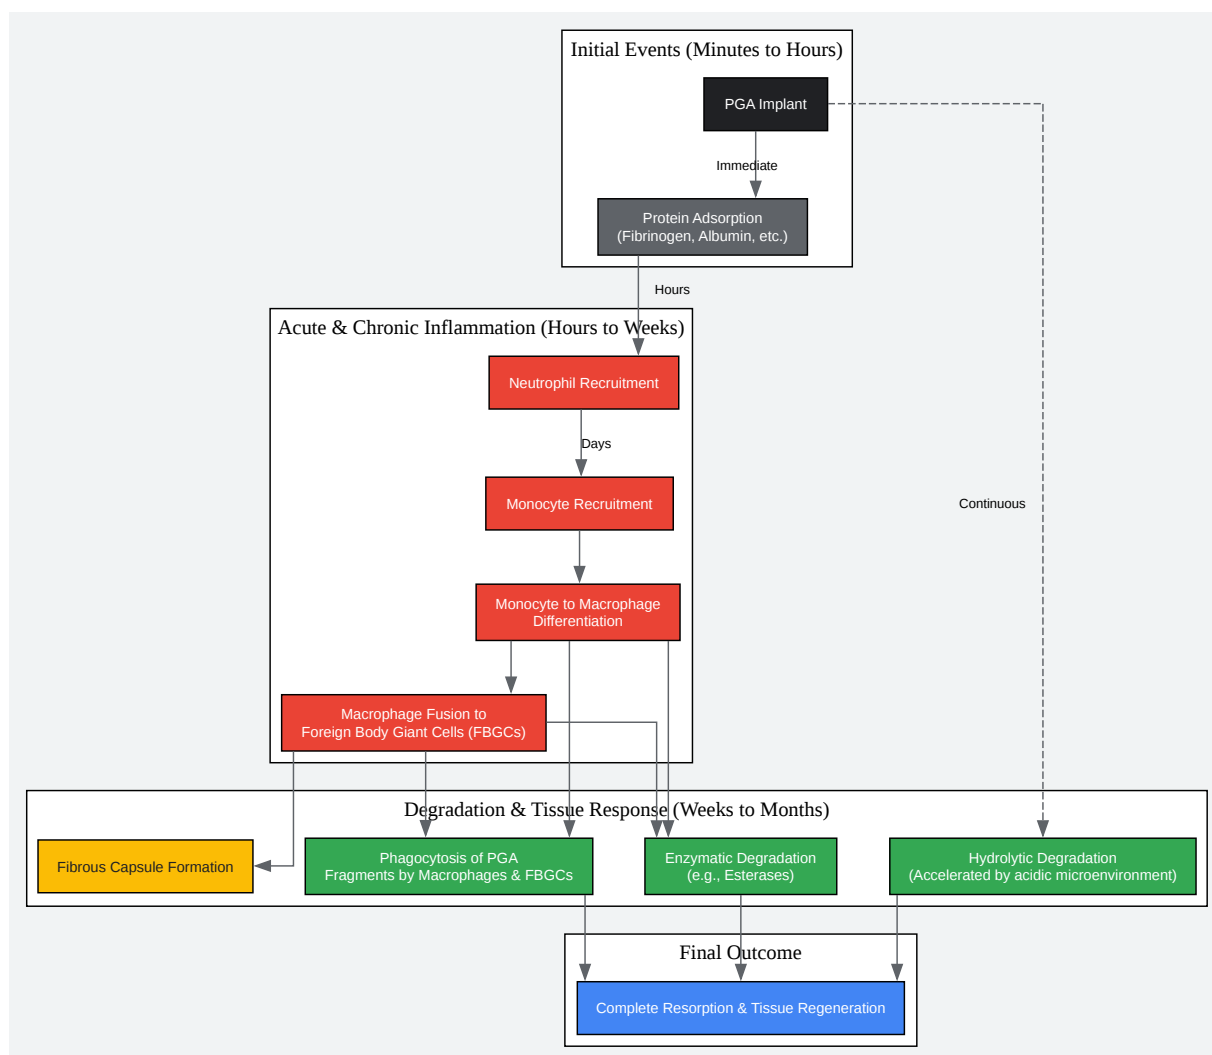 Initial Events (Minutes to Hours)
PGA Implant
Immediate
Protein Adsorption
(Fibrinogen, Albumin, etc.)
Hours
Acute & Chronic Inflammation (Hours to Weeks)
Neutrophil Recruitment
Days
Monocyte Recruitment
Continuous
Monocyte to Macrophage
Differentiation
Macrophage Fusion to
Foreign Body Giant Cells (FBGCs)
Degradation & Tissue Response (Weeks to Months)
Fibrous Capsule Formation
Phagocytosis of PGA
Fragments by Macrophages & FBGCs
Enzymatic Degradation
(e.g., Esterases)
Hydrolytic Degradation
(Accelerated by acidic microenvironment)
Final Outcome
Complete Resorption & Tissue Regeneration